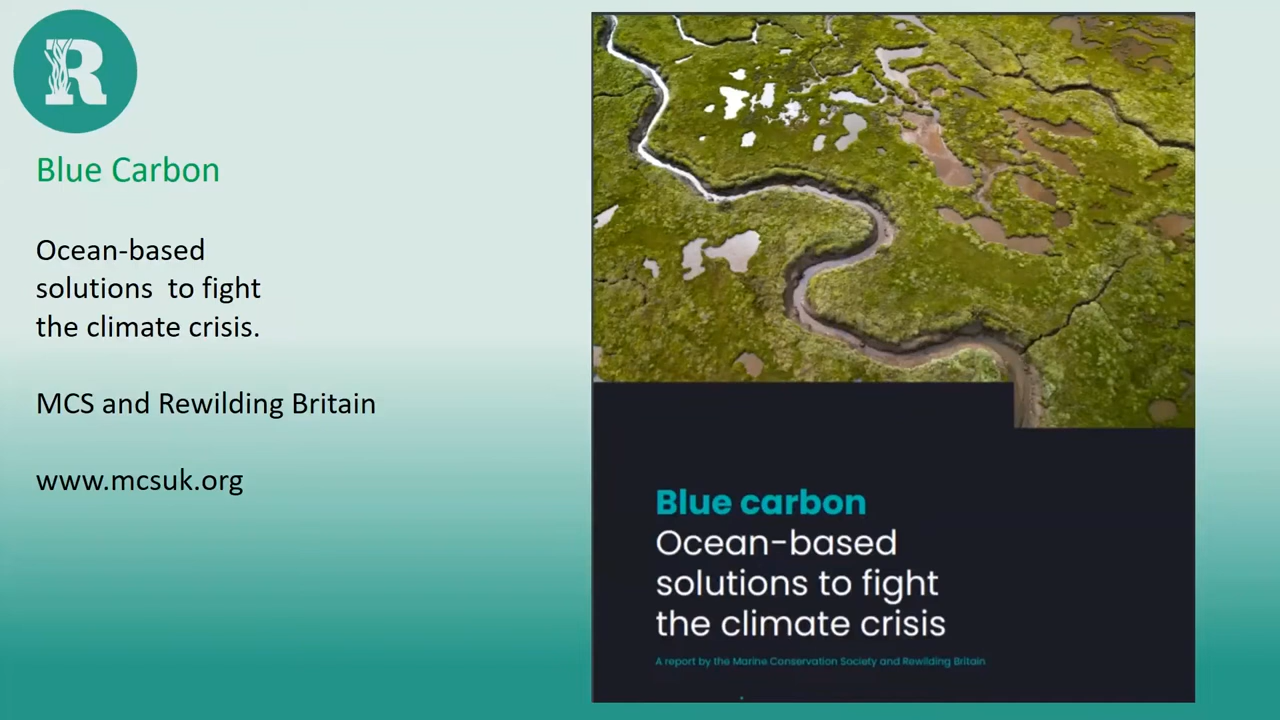 R
Blue Carbon
Ocean-based
solutions  to fight
the climate crisis.
MCS and Rewilding Britain
www.mcsuk.org
Blue carbon
Ocean-based
solutions to fight
the climate crisis
A report by the Marine Conservation Society and Rewilding Britain